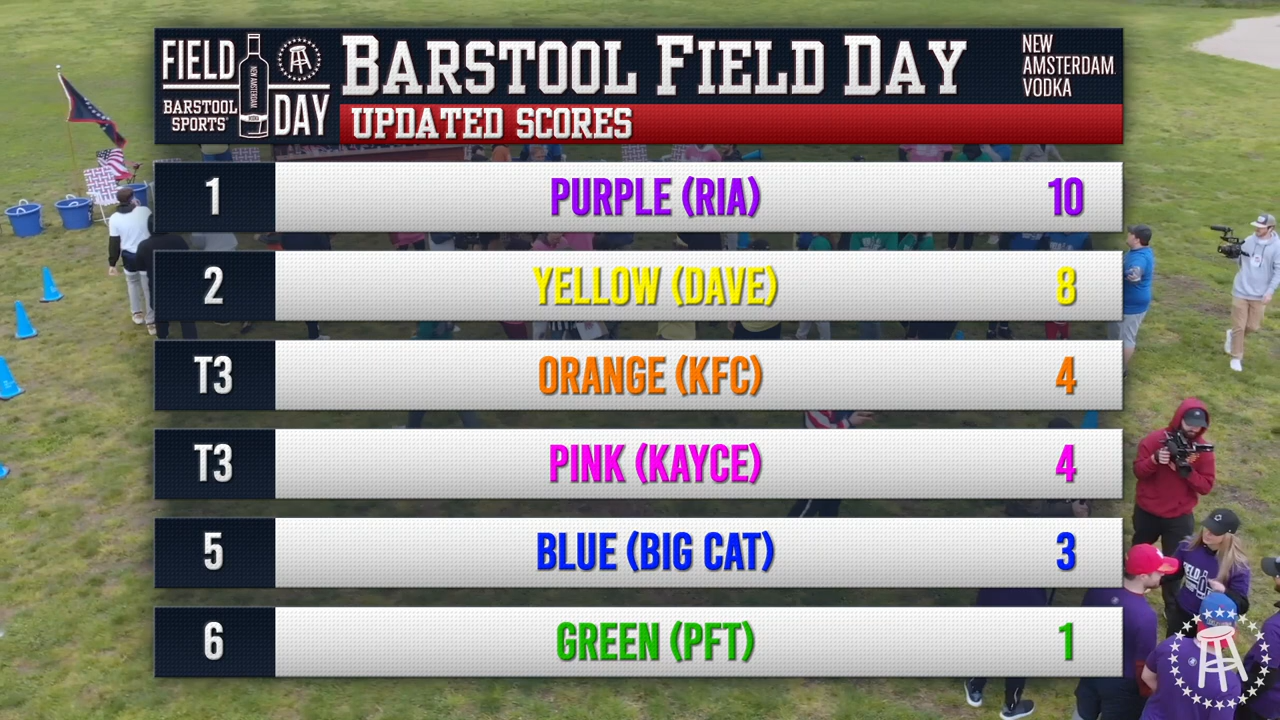 FIELD
DAY
BARSTOOL
SPORTS
NEW AMSTERDAM
VODKA
BARSTOOL FIELD DAY
NEW
AMSTERDAM
VODKA
UPDATED SCORES
1 PURPLE (RIA) 10
2 YELLOW (DAVE) 8
T3 ORANGE (KFC) 4
T3 PINK (KAYCE) 4
5 BLUE (BIG CAT) 3
6 GREEN (PFT) 1